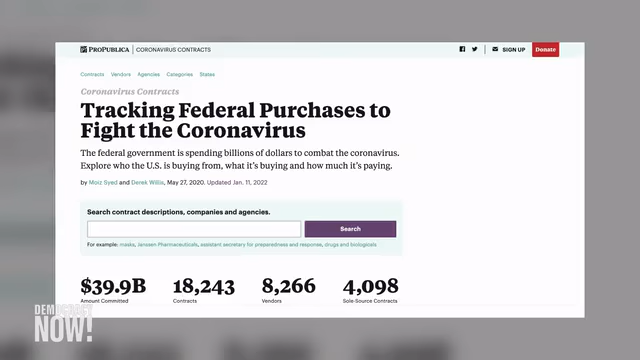 PROPUBLICA | CORONAVIRUS CONTRACTS
SIGN UP
Donate
Contracts Vendors Agencies Categories States
Coronavirus Contracts
Tracking Federal Purchases to
Fight the Coronavirus
The federal government is spending billions of dollars to combat the coronavirus.
Explore who the U.S. is buying from, what it's buying and how much it's paying.
by Moiz Syed and Derek Willis, May 27, 2020. Updated Jan. 11, 2022
Search contract descriptions, companies and agencies.
Search
For example: masks, Janssen Pharmaceuticals, assistant secretary for preparedness and response, drugs and biologicals
$39.9B 18,243 8,266 4,098
Amount Committed Contracts Vendors Sole-Source Contracts
DEMOCRACY
NOW!